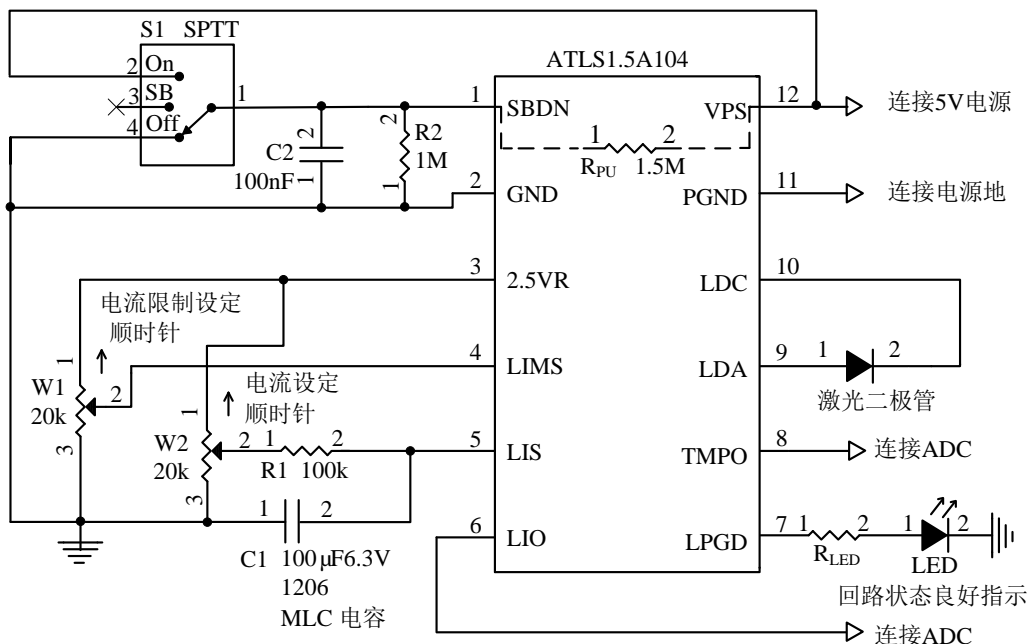 S1 SPTT
ATLS1.5A104
2 On
3 SB
4 Off
1
2
C2
100nF
1
2
R2
1M
1
1 SBDN
VPS 12
连接5V电源
1 2
RPU 1.5M
2 GND
PGND 11
连接电源地
3 2.5VR
LDC 10
电流限制设定
顺时针
1
W1
20k
2
3
4 LIMS
LDA 9
1 2
激光二极管
电流设定
顺时针
1
W2
20k
2
3
1 2
R1 100k
5 LIS
TMPO 8
连接ADC
1 2
C1 100μF6.3V
1206
MLC 电容
6 LIO
LPGD 7
1 2
RLED
1 2
LED
回路状态良好指示
连接ADC